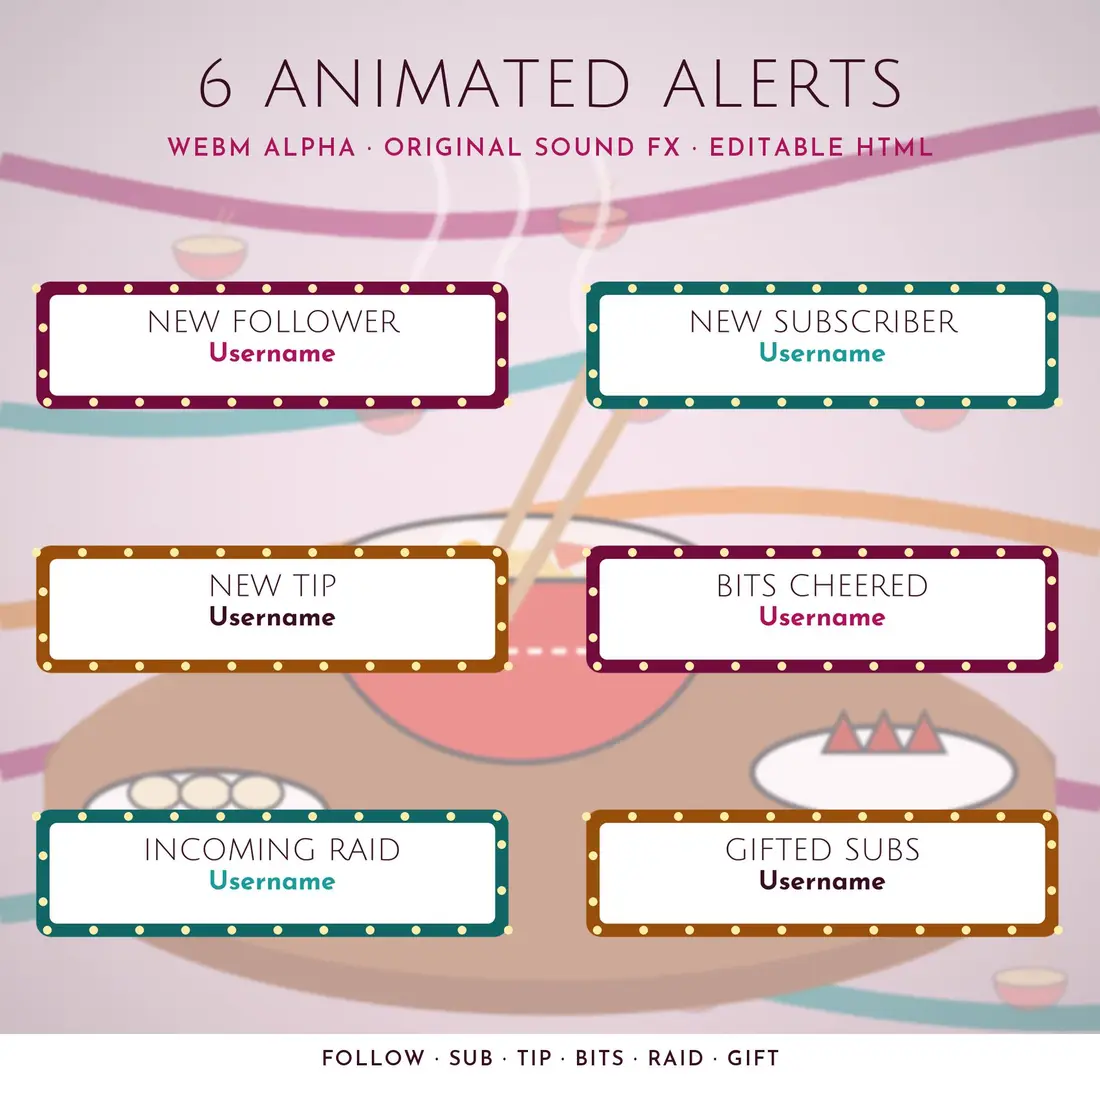 6 ANIMATED ALERTS
WEBM ALPHA · ORIGINAL SOUND FX · EDITABLE HTML
NEW FOLLOWER
Username
NEW SUBSCRIBER
Username
NEW TIP
Username
BITS CHEERED
Username
INCOMING RAID
Username
GIFTED SUBS
Username
FOLLOW · SUB · TIP · BITS · RAID · GIFT